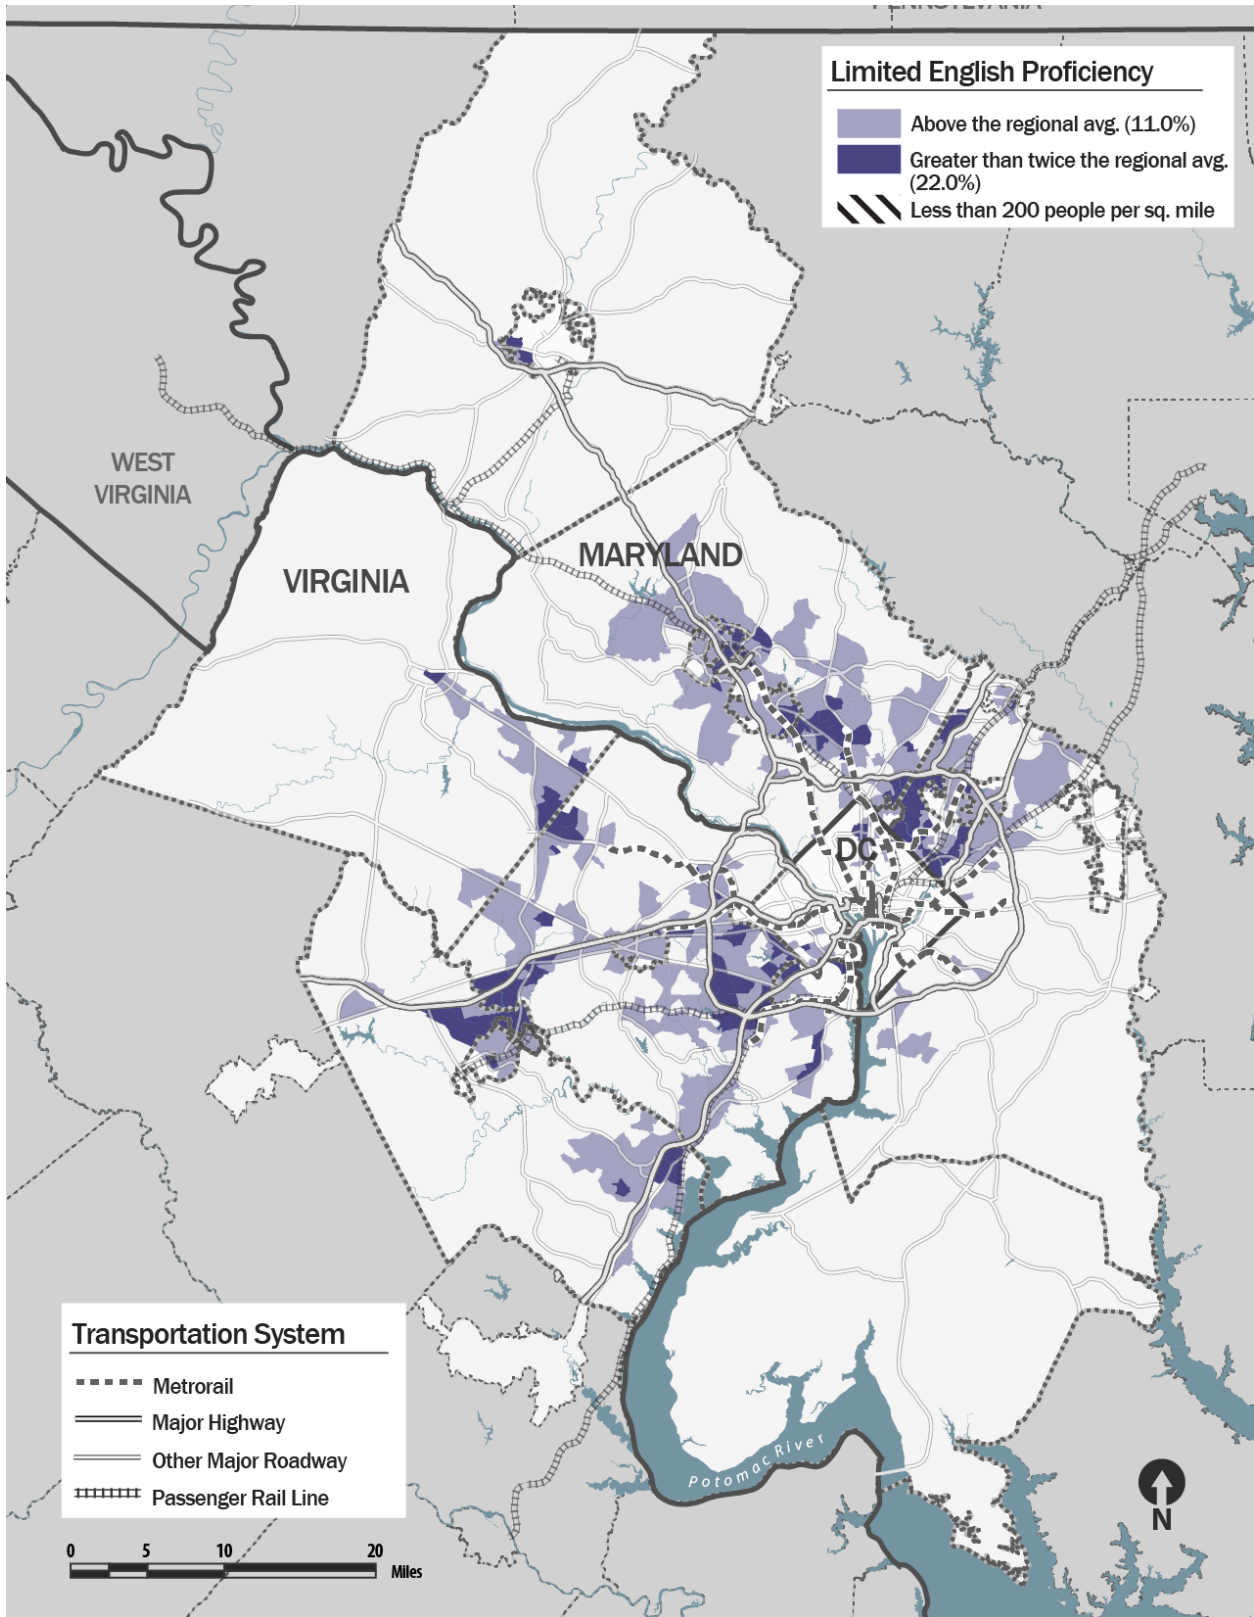 PENNSYLVANIA
Limited English Proficiency
Above the regional avg. (11.0%)
Greater than twice the regional avg.
(22.0%)
Less than 200 people per sq. mile
WEST
VIRGINIA
VIRGINIA
MARYLAND
DC
Potomac River
Transportation System
Metrorail
Major Highway
Other Major Roadway
Passenger Rail Line
0 5 10 20
Miles
N